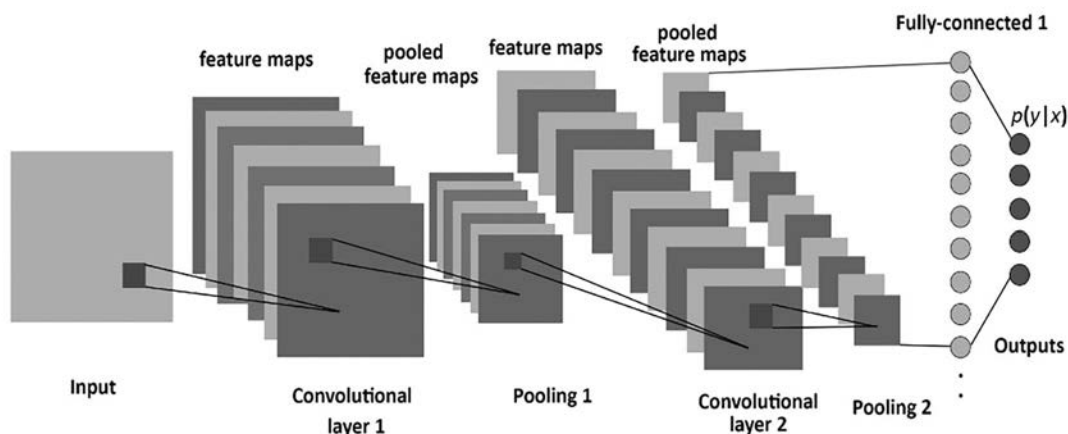 Fully-connected 1
feature maps
pooled
feature maps
feature maps
pooled
feature maps
p(y|x)
Outputs
Input
Convolutional
layer 1
Pooling 1
Convolutional
layer 2
Pooling 2